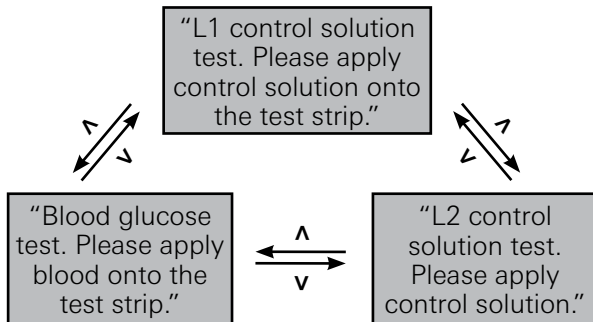 “L1 control solution
test. Please apply
control solution onto
the test strip.”
<
>
<
>
“Blood glucose
test. Please apply
blood onto the
test strip.”
∧
∨
“L2 control
solution test.
Please apply
control solution.”